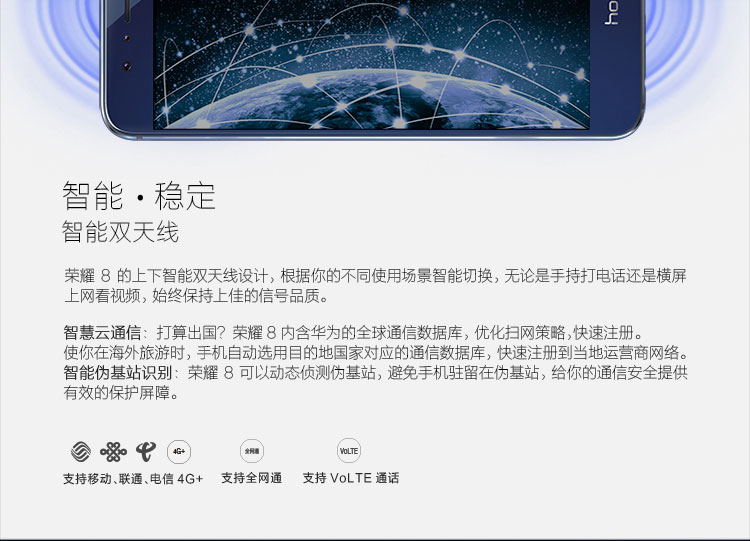 ho
智能·稳定
智能双天线
荣耀 8 的上下智能双天线设计，根据你的不同使用场景智能切换，无论是手持打电话还是横屏
上网看视频，始终保持上佳的信号品质。
智慧云通信：打算出国？荣耀 8 内含华为的全球通信数据库，优化扫网策略，快速注册。
使你在海外旅游时，手机自动选用目的地国家对应的通信数据库，快速注册到当地运营商网络。
智能伪基站识别：荣耀 8 可以动态侦测伪基站，避免手机驻留在伪基站，给你的通信安全提供
有效的保护屏障。
4G+ 全网通 VoLTE
支持移动、联通、电信 4G+ 支持全网通 支持 VoLTE 通话